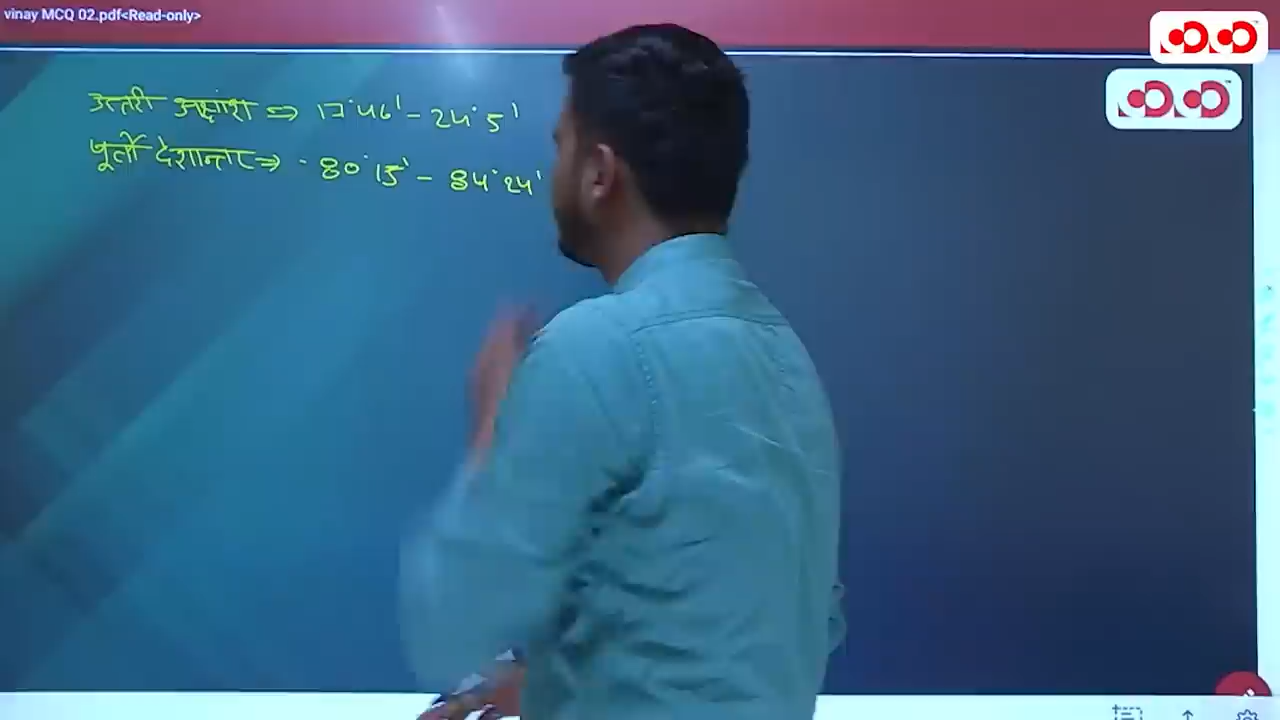 vinay MCQ 02.pdf<Read-only>
उत्तरी अक्षांश ⇒ 17°46' - 24°5'
पूर्वी देशान्तर ⇒ 80°15' - 84°24'